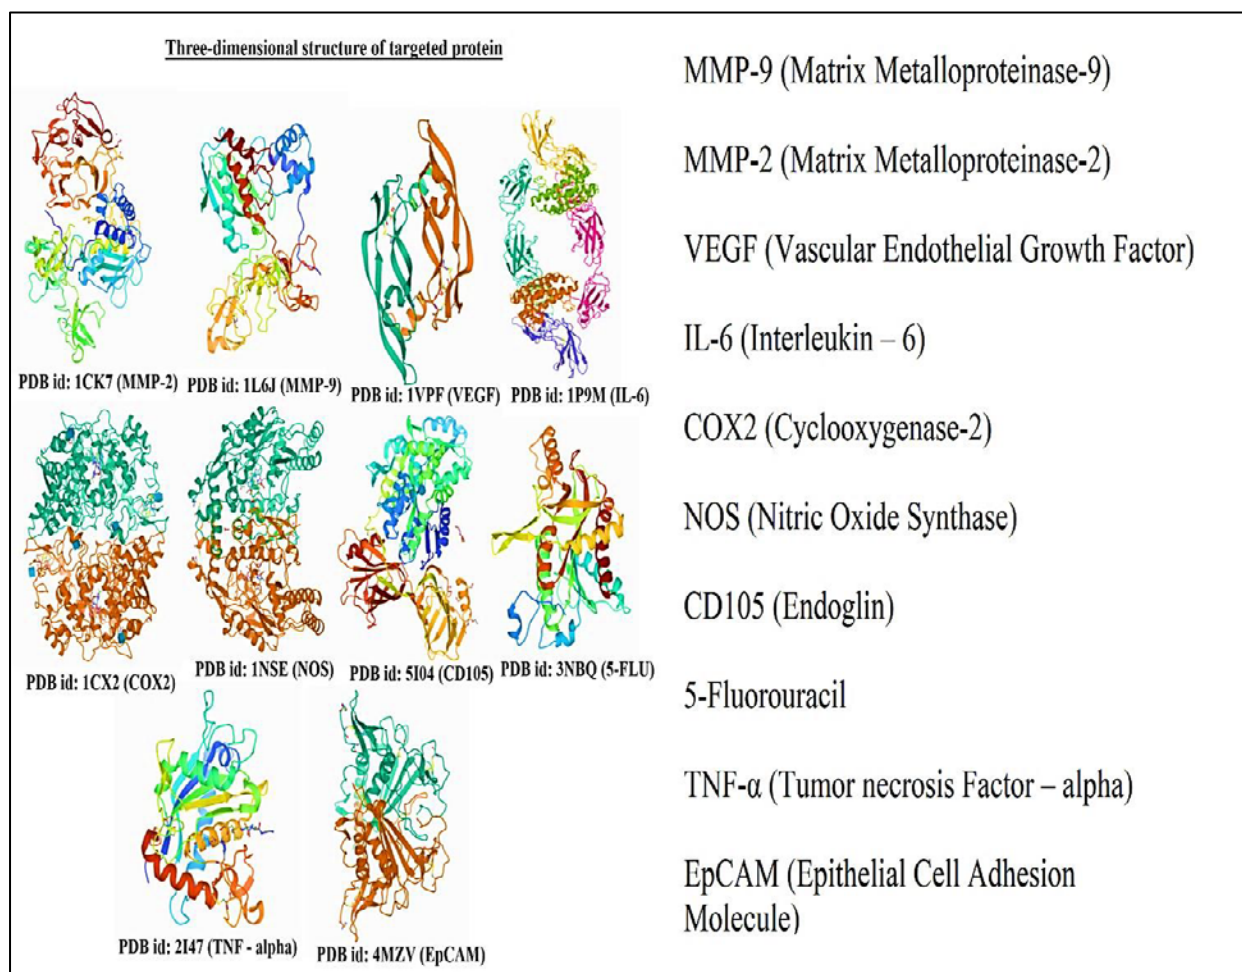 Three-dimensional structure of targeted protein
PDB id: 1CK7 (MMP-2)
PDB id: 1L6J (MMP-9)
PDB id: 1VPF (VEGF)
PDB id: 1P9M (IL-6)
PDB id: 1CX2 (COX2)
PDB id: 1NSE (NOS)
PDB id: 5I04 (CD105)
PDB id: 3NBQ (5-FLU)
PDB id: 2I47 (TNF - alpha)
PDB id: 4MZV (EpCAM)
MMP-9 (Matrix Metalloproteinase-9)
MMP-2 (Matrix Metalloproteinase-2)
VEGF (Vascular Endothelial Growth Factor)
IL-6 (Interleukin – 6)
COX2 (Cyclooxygenase-2)
NOS (Nitric Oxide Synthase)
CD105 (Endoglin)
5-Fluorouracil
TNF-α (Tumor necrosis Factor – alpha)
EpCAM (Epithelial Cell Adhesion
Molecule)